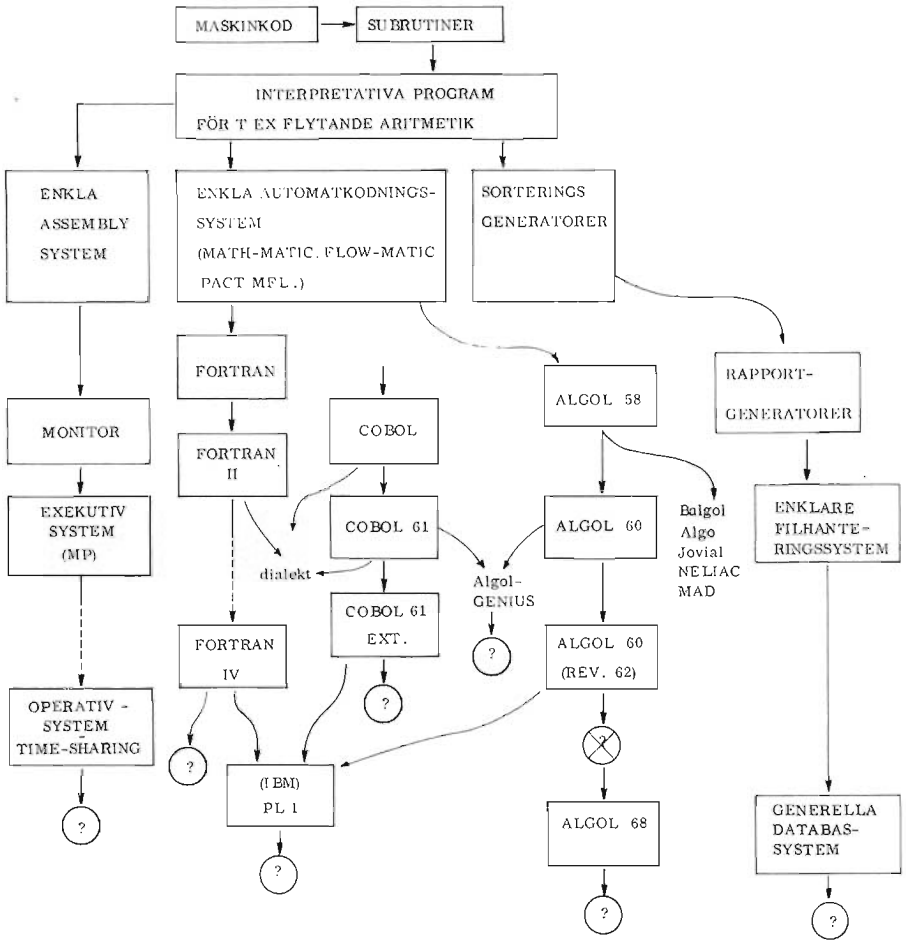 MASKINKOD
SUBRUTINER
INTERPRETATIVA PROGRAM
FÖR T EX FLYTANDE ARITMETIK
ENKLA
ASSEMBLY
SYSTEM
ENKLA AUTOMATKODNINGS-
SYSTEM
(MATH-MATIC, FLOW-MATIC
PACT MFL.)
SORTERINGS
GENERATORER
FORTRAN
ALGOL 58
RAPPORT-
GENERATORER
MONITOR
FORTRAN
II
COBOL
EXEKUTIV
SYSTEM
(MP)
COBOL 61
ALGOL 60
Balgol
Algo
Jovial
NELIAC
MAD
ENKLARE
FILHANTE-
RINGSSYSTEM
dialekt
Algol-
GENIUS
COBOL 61
EXT.
FORTRAN
IV
?
ALGOL 60
(REV. 62)
OPERATIV-
SYSTEM
-
TIME-SHARING
?
?
?
(IBM)
PL 1
?
ALGOL 68
GENERELLA
DATABAS-
SYSTEM
?
?
?